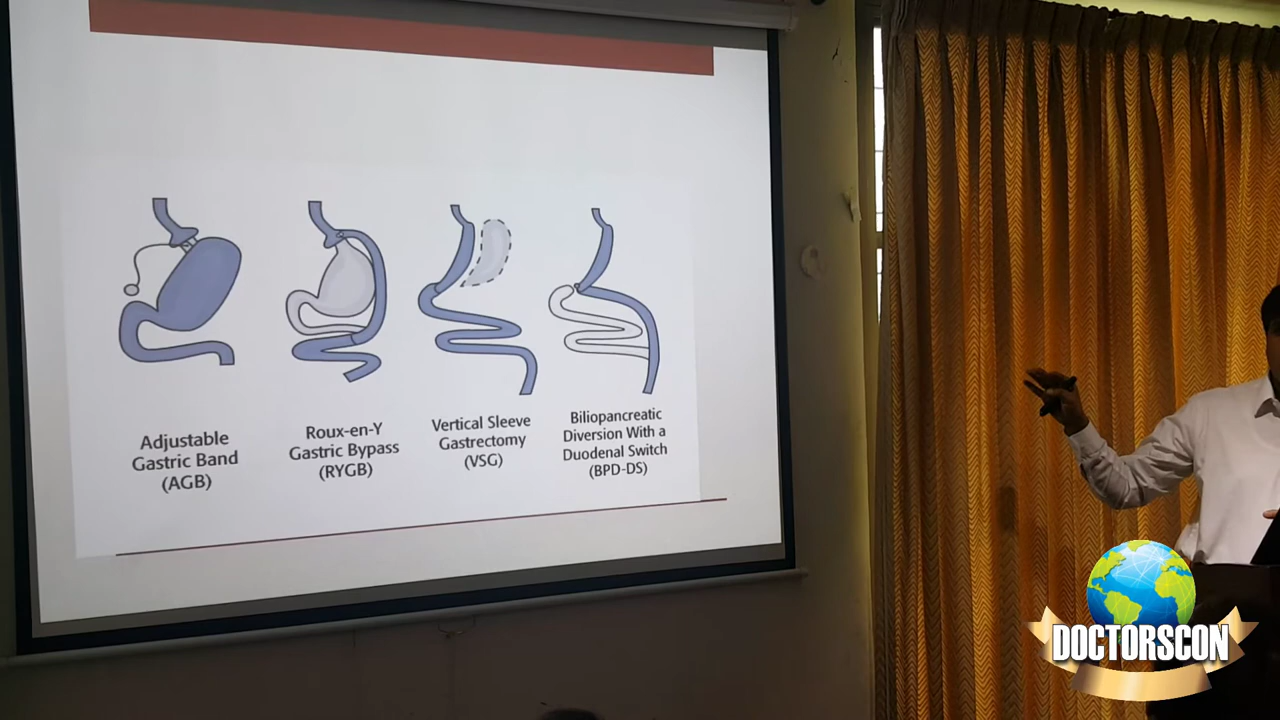 Adjustable
Gastric Band
(AGB)
Roux-en-Y
Gastric Bypass
(RYGB)
Vertical Sleeve
Gastrectomy
(VSG)
Biliopancreatic
Diversion With a
Duodenal Switch
(BPD-DS)
DOCTORSCON